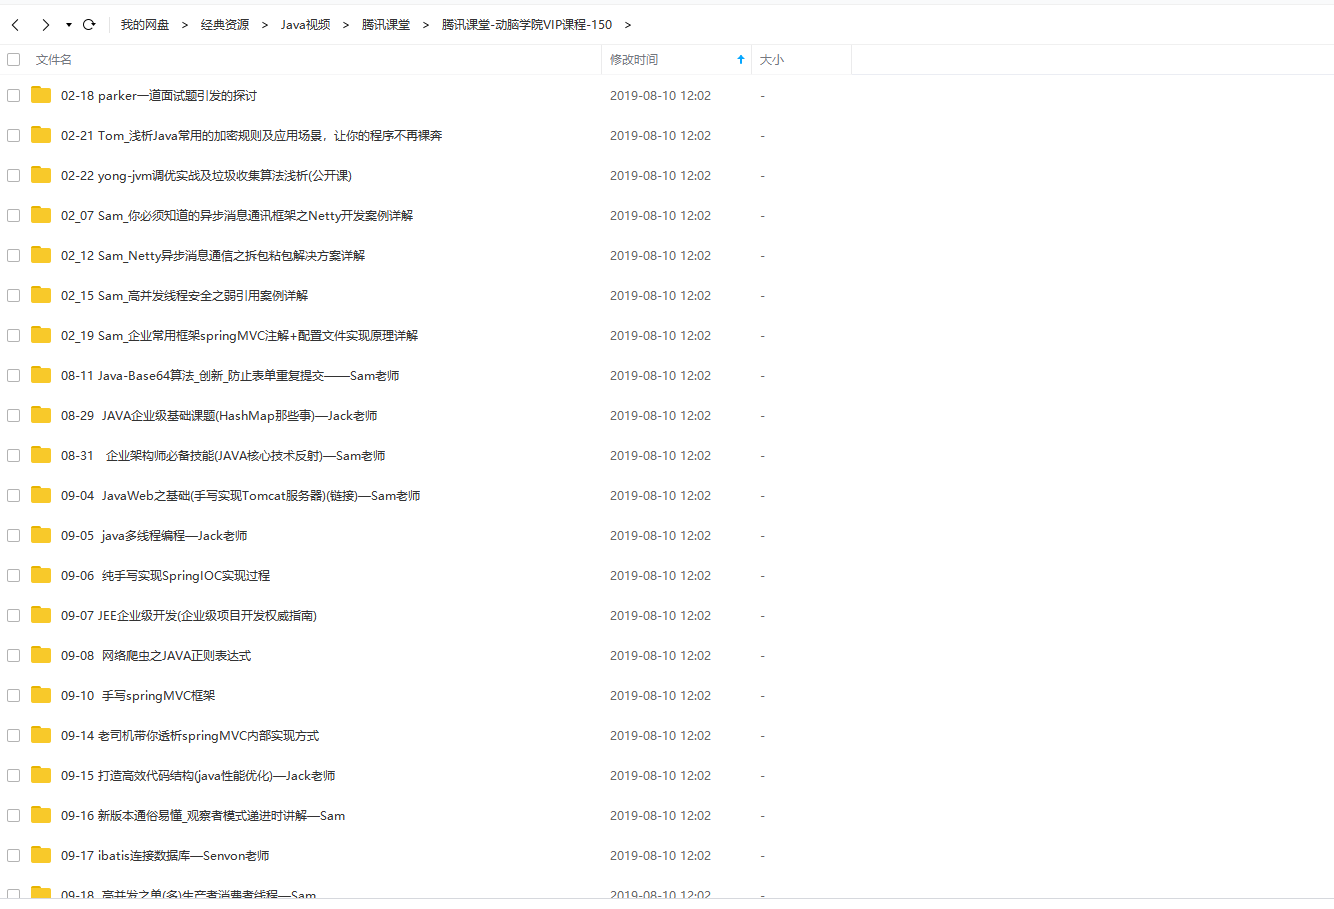 我的网盘 > 经典资源 > Java视频 > 腾讯课堂 > 腾讯课堂-动脑学院VIP课程-150 >
文件名 修改时间 大小
02-18 parker一道面试题引发的探讨 2019-08-10 12:02 -
02-21 Tom_浅析Java常用的加密规则及应用场景，让你的程序不再裸奔 2019-08-10 12:02 -
02-22 yong-jvm调优实战及垃圾收集算法浅析(公开课) 2019-08-10 12:02 -
02_07 Sam_你必须知道的异步消息通讯框架之Netty开发案例详解 2019-08-10 12:02 -
02_12 Sam_Netty异步消息通信之拆包粘包解决方案详解 2019-08-10 12:02 -
02_15 Sam_高并发线程安全之弱引用案例详解 2019-08-10 12:02 -
02_19 Sam_企业常用框架springMVC注解+配置文件实现原理详解 2019-08-10 12:02 -
08-11 Java-Base64算法_创新_防止表单重复提交——Sam老师 2019-08-10 12:02 -
08-29 JAVA企业级基础课题(HashMap那些事)—Jack老师 2019-08-10 12:02 -
08-31 企业架构师必备技能(JAVA核心技术反射)—Sam老师 2019-08-10 12:02 -
09-04 JavaWeb之基础(手写实现Tomcat服务器)(链接)—Sam老师 2019-08-10 12:02 -
09-05 java多线程编程—Jack老师 2019-08-10 12:02 -
09-06 纯手写实现SpringIOC实现过程 2019-08-10 12:02 -
09-07 JEE企业级开发(企业级项目开发权威指南) 2019-08-10 12:02 -
09-08 网络爬虫之JAVA正则表达式 2019-08-10 12:02 -
09-10 手写springMVC框架 2019-08-10 12:02 -
09-14 老司机带你透析springMVC内部实现方式 2019-08-10 12:02 -
09-15 打造高效代码结构(java性能优化)—Jack老师 2019-08-10 12:02 -
09-16 新版本通俗易懂_观察者模式递进时讲解—Sam 2019-08-10 12:02 -
09-17 ibatis连接数据库—Senvon老师 2019-08-10 12:02 -
09-18 高并发之单(多)生产者消费者线程—Sam 2019-08-10 12:02 -